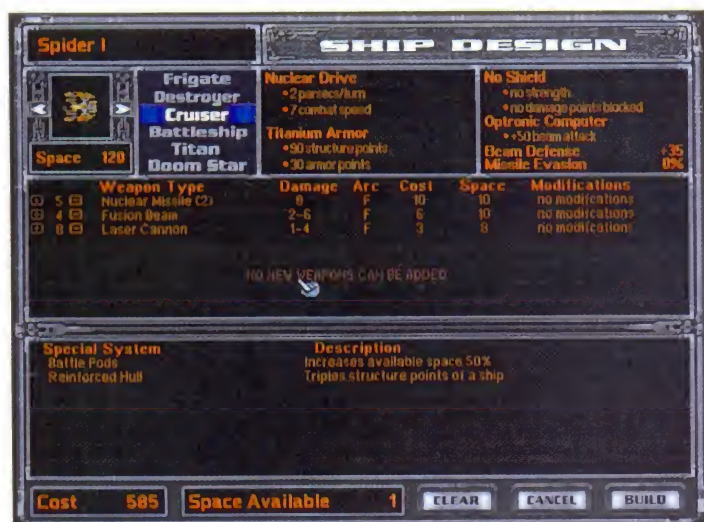 Spider I
SHIP DESIGN
Frigate
Destroyer
Cruiser
Battleship
Titan
Doom Star
Space 120
Nuclear Drive
•2 parsecs/turn
•7 combat speed
Titanium Armor
•90 structure points
•30 armor points
No Shield
•no strength
•no damage points blocked
Optronic Computer
•+50 beam attack
Beam Defense +35
Missile Evasion 0%
Weapon Type Damage Arc Cost Space Modifications
5 Nuclear Missile (2) 8 F 10 10 no modifcations
4 Fusion Beam 2-6 F 6 10 no modifcations
8 Laser Cannon 1-4 F 3 8 no modifcations
NO NEW WEAPONS CAN BE ADDED
Special System Description
Battle Pods Increases available space 50%
Reinforced Hull Triples structure points of a ship
Cost 585
Space Available 1
CLEAR
CANCEL
BUILD